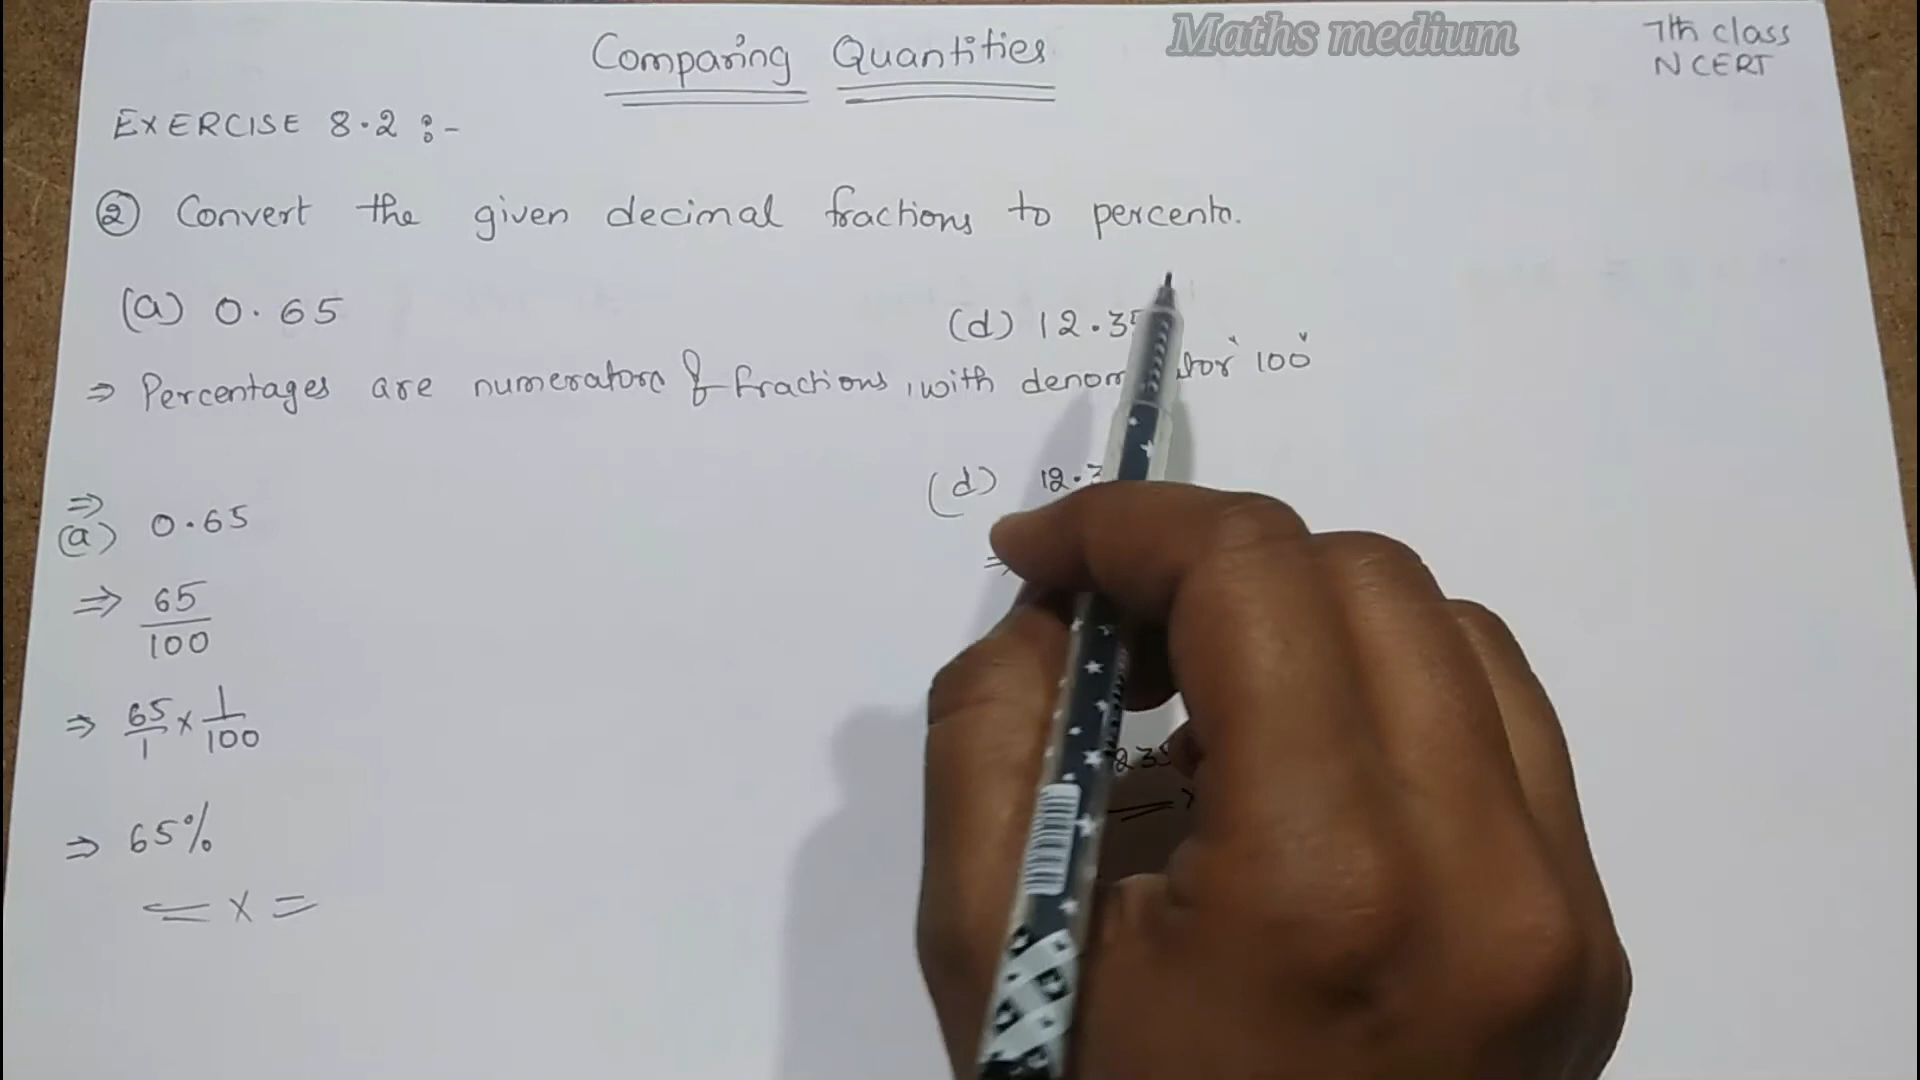 Comparing Quantities
Maths medium
7th class
NCERT
EXERCISE 8.2 :-
② Convert the given decimal fractions to percents.
(a) 0.65
(d) 12.35
⇒ Percentages are numerators of fractions, with 100
⇒
(a) 0.65
(d) 12.3
⇒ 65
100
⇒ 65/1 × 1/100
235
⇒ 65%
= x =